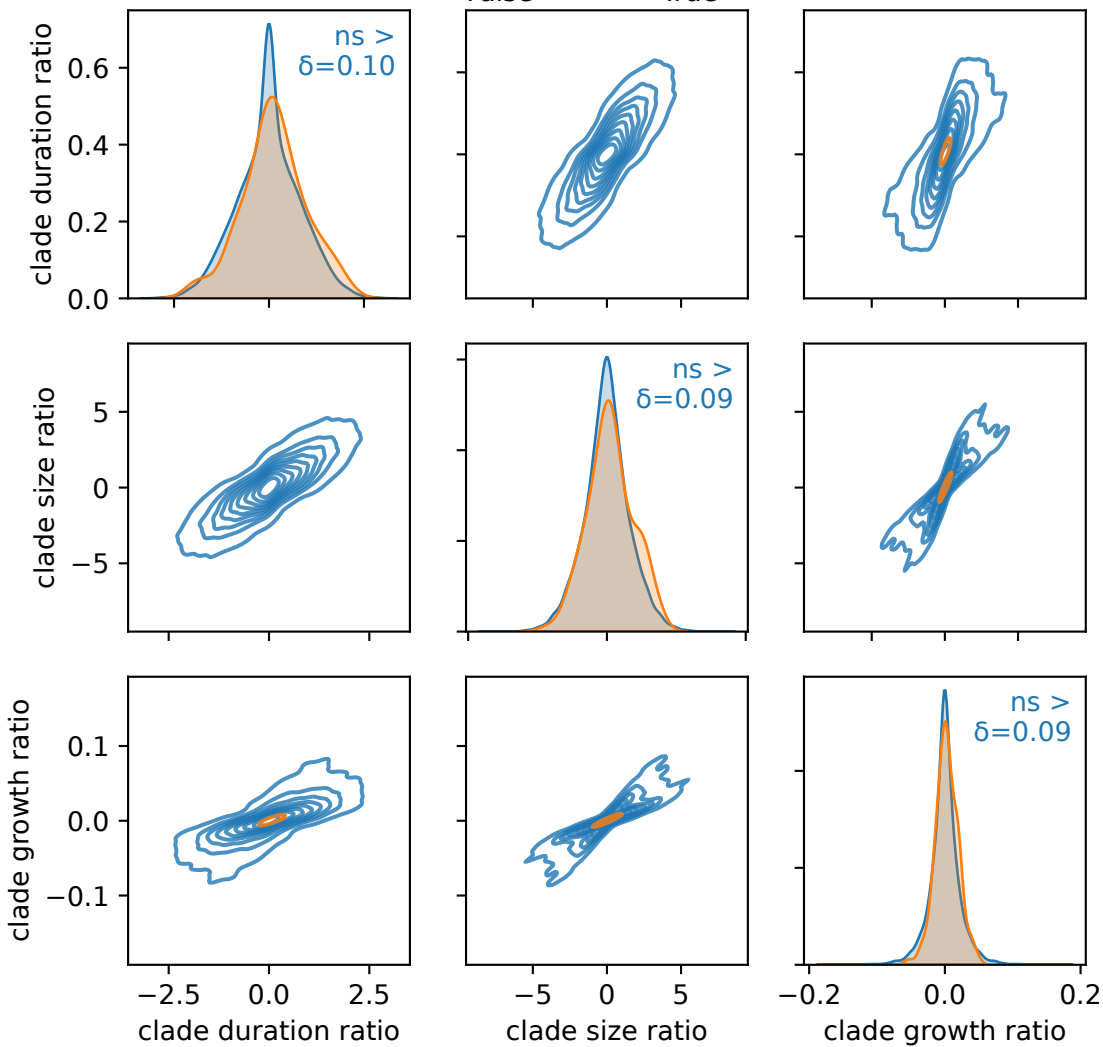 clade duration ratio
0.6
0.4
0.2
0.0
ns >
δ=0.10
clade size ratio
5
0
−5
ns >
δ=0.09
clade growth ratio
0.1
0.0
−0.1
ns >
δ=0.09
−2.5 0.0 2.5
−5 0 5
−0.2 0.0 0.2
clade duration ratio
clade size ratio
clade growth ratio